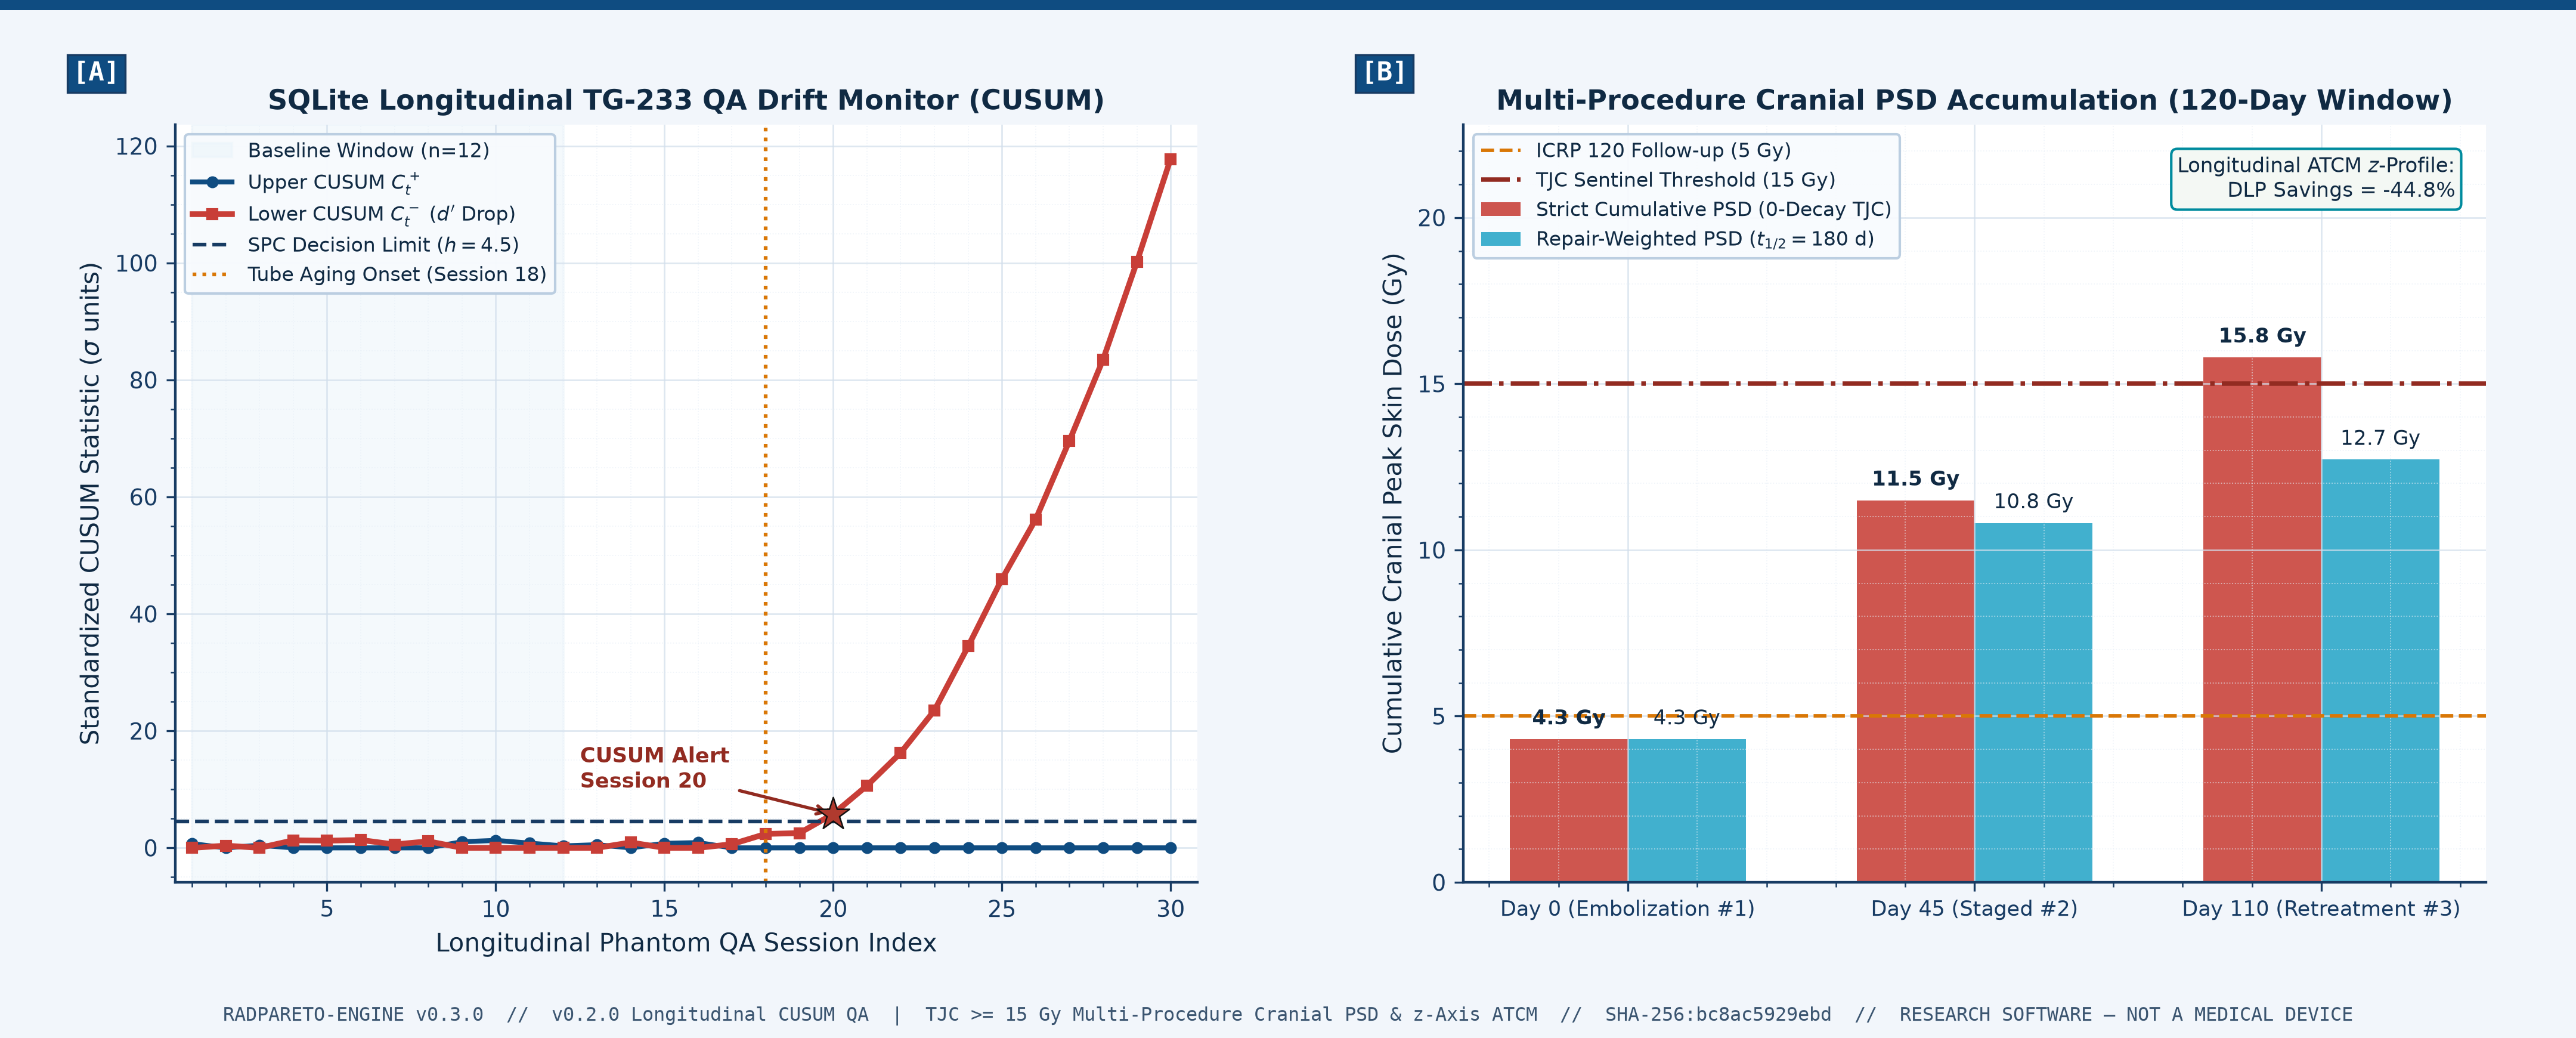 [A]
SQLite Longitudinal TG-233 QA Drift Monitor (CUSUM)
Baseline Window (n=12)
Upper CUSUM C_t^+
Lower CUSUM C_t^- (d′ Drop)
SPC Decision Limit (h = 4.5)
Tube Aging Onset (Session 18)
Standardized CUSUM Statistic (σ units)
120
100
80
60
40
20
0
CUSUM Alert
Session 20
5 10 15 20 25 30
Longitudinal Phantom QA Session Index
[B]
Multi-Procedure Cranial PSD Accumulation (120-Day Window)
ICRP 120 Follow-up (5 Gy)
TJC Sentinel Threshold (15 Gy)
Strict Cumulative PSD (0-Decay TJC)
Repair-Weighted PSD (t_1/2 = 180 d)
Longitudinal ATCM z-Profile:
DLP Savings = -44.8%
Cumulative Cranial Peak Skin Dose (Gy)
20
15
10
5
0
4.3 Gy 4.3 Gy
11.5 Gy 10.8 Gy
15.8 Gy 12.7 Gy
Day 0 (Embolization #1) Day 45 (Staged #2) Day 110 (Retreatment #3)
RADPARETO-ENGINE v0.3.0 // v0.2.0 Longitudinal CUSUM QA | TJC >= 15 Gy Multi-Procedure Cranial PSD & z-Axis ATCM // SHA-256:bc8ac5929ebd // RESEARCH SOFTWARE — NOT A MEDICAL DEVICE